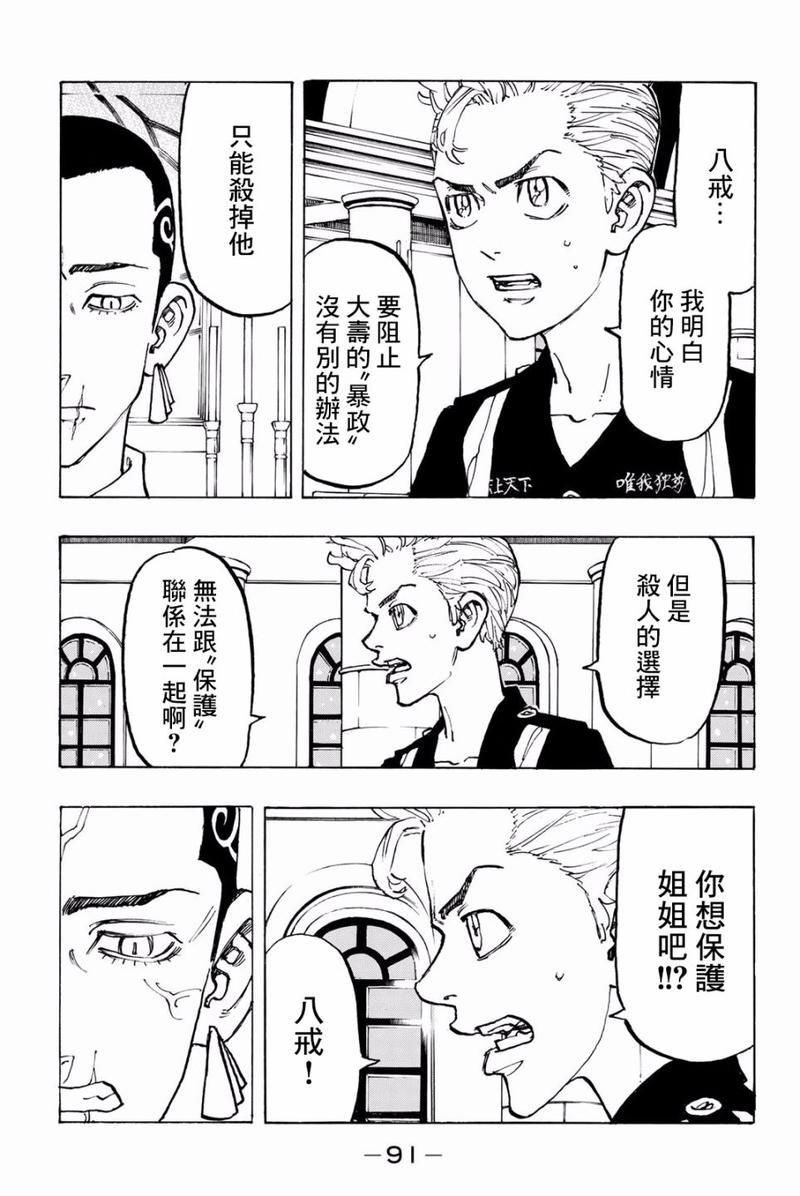 八戒…
我明白
你的心情
要阻止
大壽的〝暴政〞
沒有別的辦法
上天下
唯我独尊
只能殺掉他
但是
殺人的選擇
無法跟〝保護〞
聯係在一起啊?
你想保護
姐姐吧!!?
八戒!
—91—